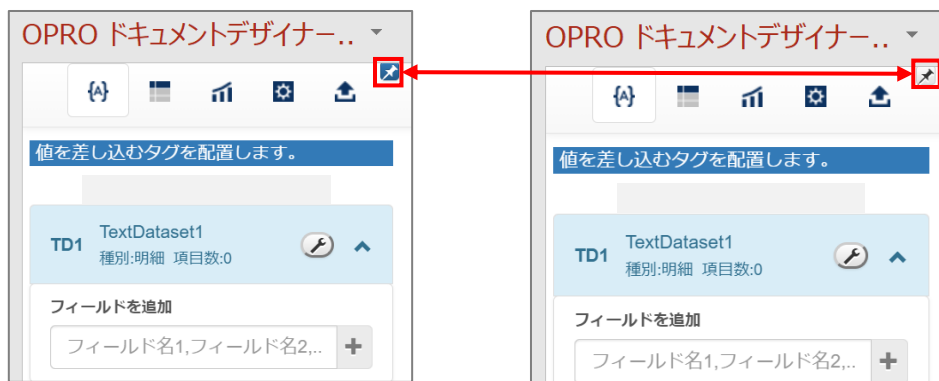 OPRO ドキュメントデザイナー..
{A}
値を差し込むタグを配置します。
TD1
TextDataset1
種別:明細 項目数:0
フィールドを追加
フィールド名1,フィールド名2,..
OPRO ドキュメントデザイナー..
{A}
値を差し込むタグを配置します。
TD1
TextDataset1
種別:明細 項目数:0
フィールドを追加
フィールド名1,フィールド名2,..